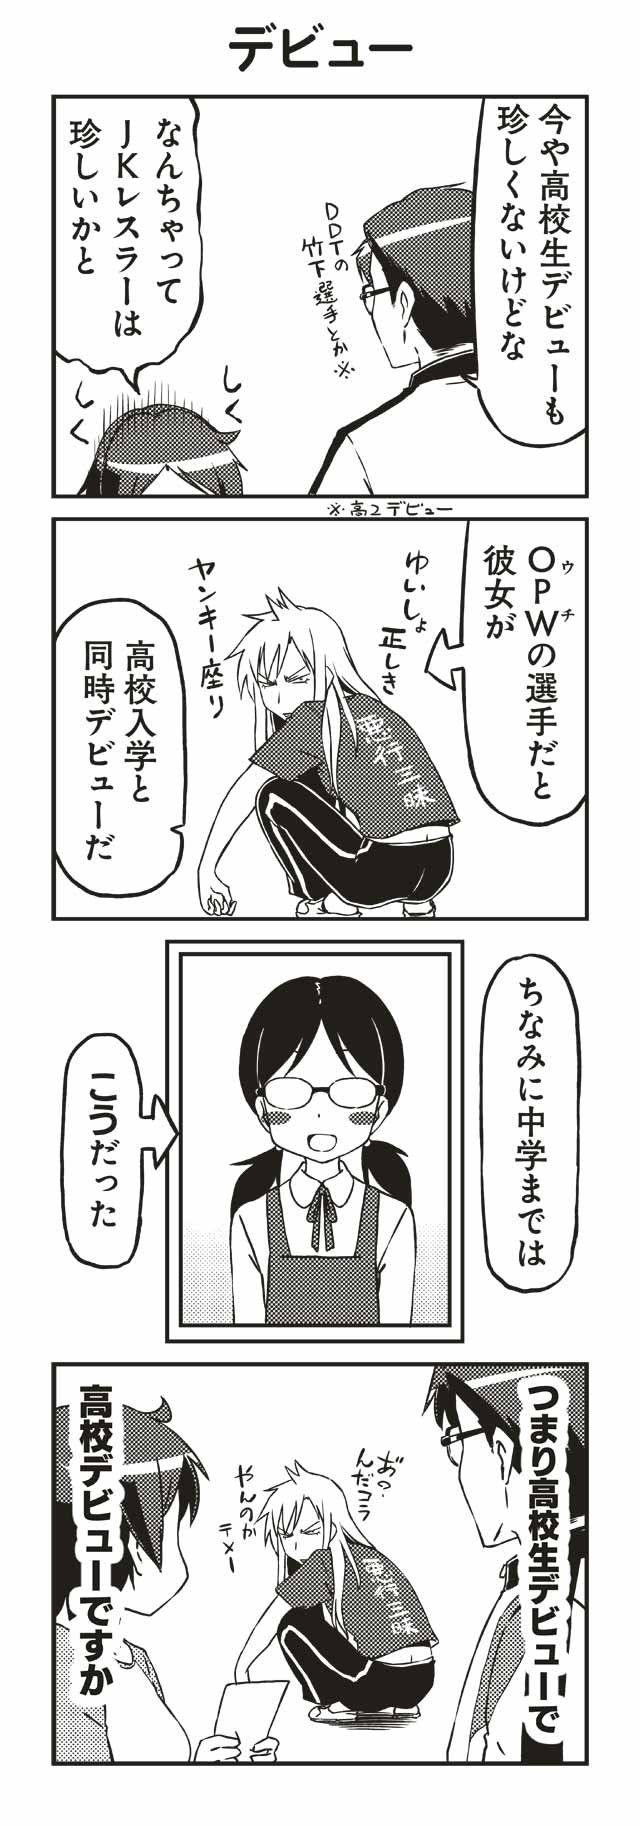 デビュー
今や高校生デビューも
珍しくないけどな
DDTの
竹下選手とか※
なんちゃって
JKレスラーは
珍しいかと
しく
しく
※高2デビュー
OPWの選手だと
ウチ
彼女が
ゆいしょ
正しき
ヤンキー座り
悪行三昧
高校入学と
同時デビューだ
ちなみに中学までは
こうだった
つまり高校生デビューで
お゛?
んだコラ
やんのか
テメー
悪行三昧
高校デビューですか